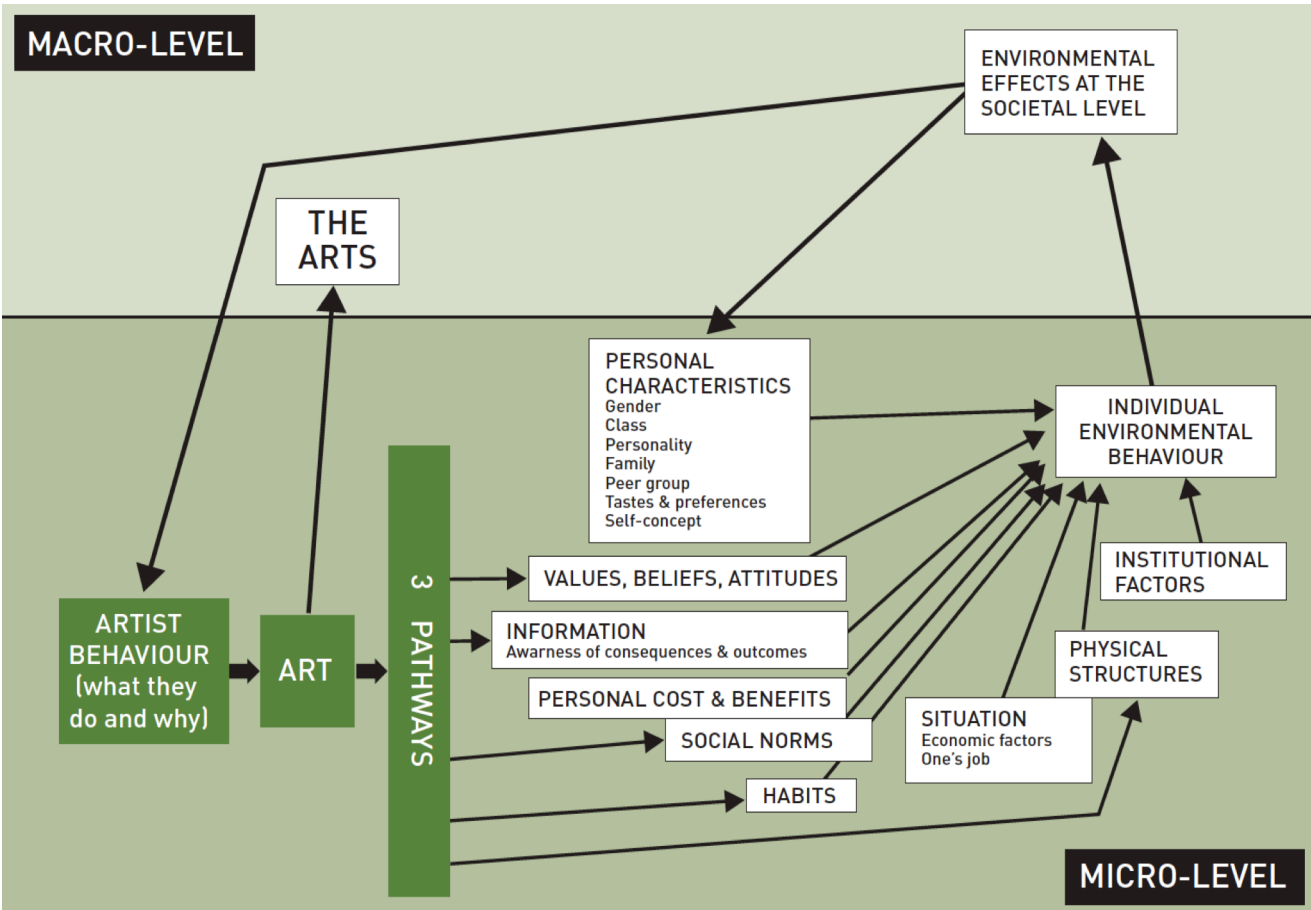 MACRO-LEVEL
ENVIRONMENTAL
EFFECTS AT THE
SOCIETAL LEVEL
THE
ARTS
PERSONAL
CHARACTERISTICS
Gender
Class
Personality
Family
Peer group
Tastes & preferences
Self-concept
INDIVIDUAL
ENVIRONMENTAL
BEHAVIOUR
INSTITUTIONAL
FACTORS
3 PATHWAYS
VALUES, BELIEFS, ATTITUDES
ARTIST
BEHAVIOUR
(what they
do and why)
ART
INFORMATION
Awarness of consequences & outcomes
PHYSICAL
STRUCTURES
PERSONAL COST & BENEFITS
SITUATION
Economic factors
One's job
SOCIAL NORMS
HABITS
MICRO-LEVEL